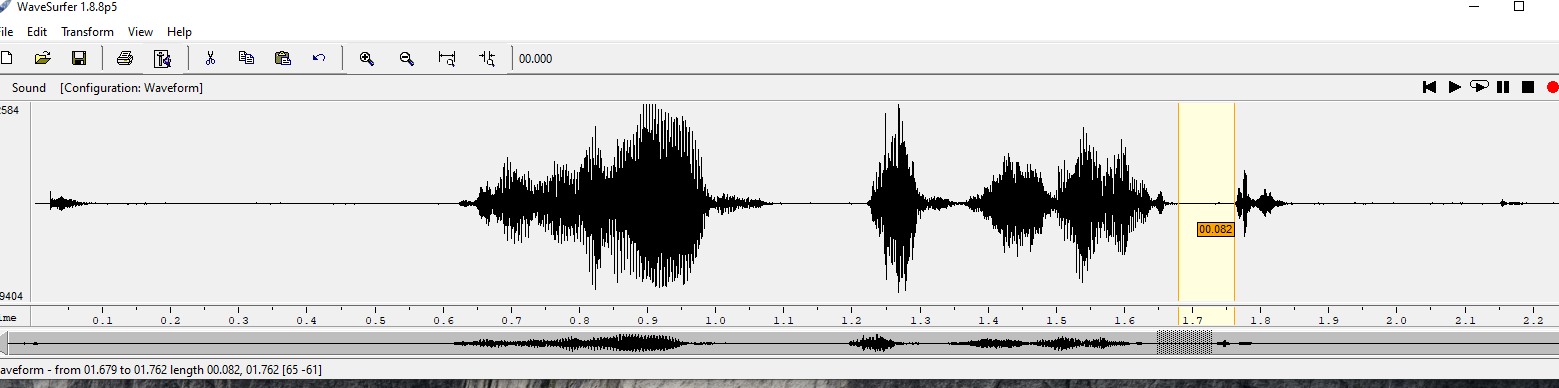 WaveSurfer 1.8.8p5
File Edit Transform View Help
00.000
Sound [Configuration: Waveform]
2584
00.082
9404
ime 0.1 0.2 0.3 0.4 0.5 0.6 0.7 0.8 0.9 1.0 1.1 1.2 1.3 1.4 1.5 1.6 1.7 1.8 1.9 2.0 2.1 2.2
aveform - from 01.679 to 01.762 length 00.082, 01.762 [65 -61]